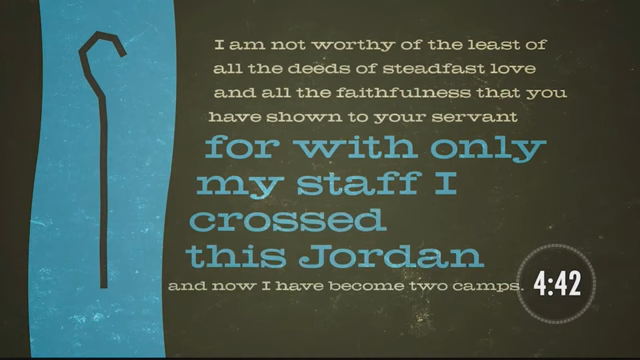 I am not worthy of the least of
all the deeds of steadfast love
and all the faithfulness that you
have shown to your servant
for with only
my staff I
crossed
this Jordan
and now I have become two camps.
4:42